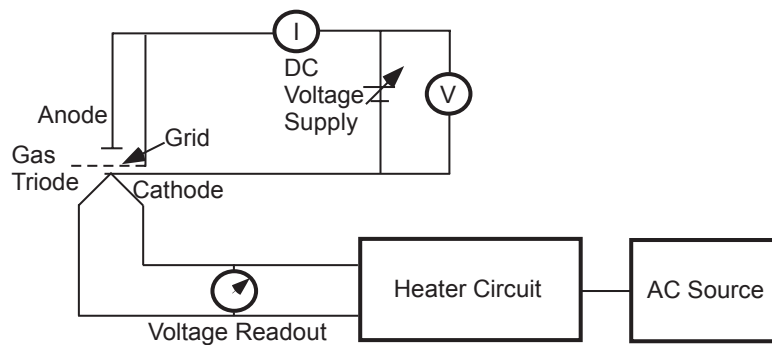 I
DC
Voltage
Supply
V
Anode
Grid
Gas
Triode
Cathode
Heater Circuit
AC Source
Voltage Readout